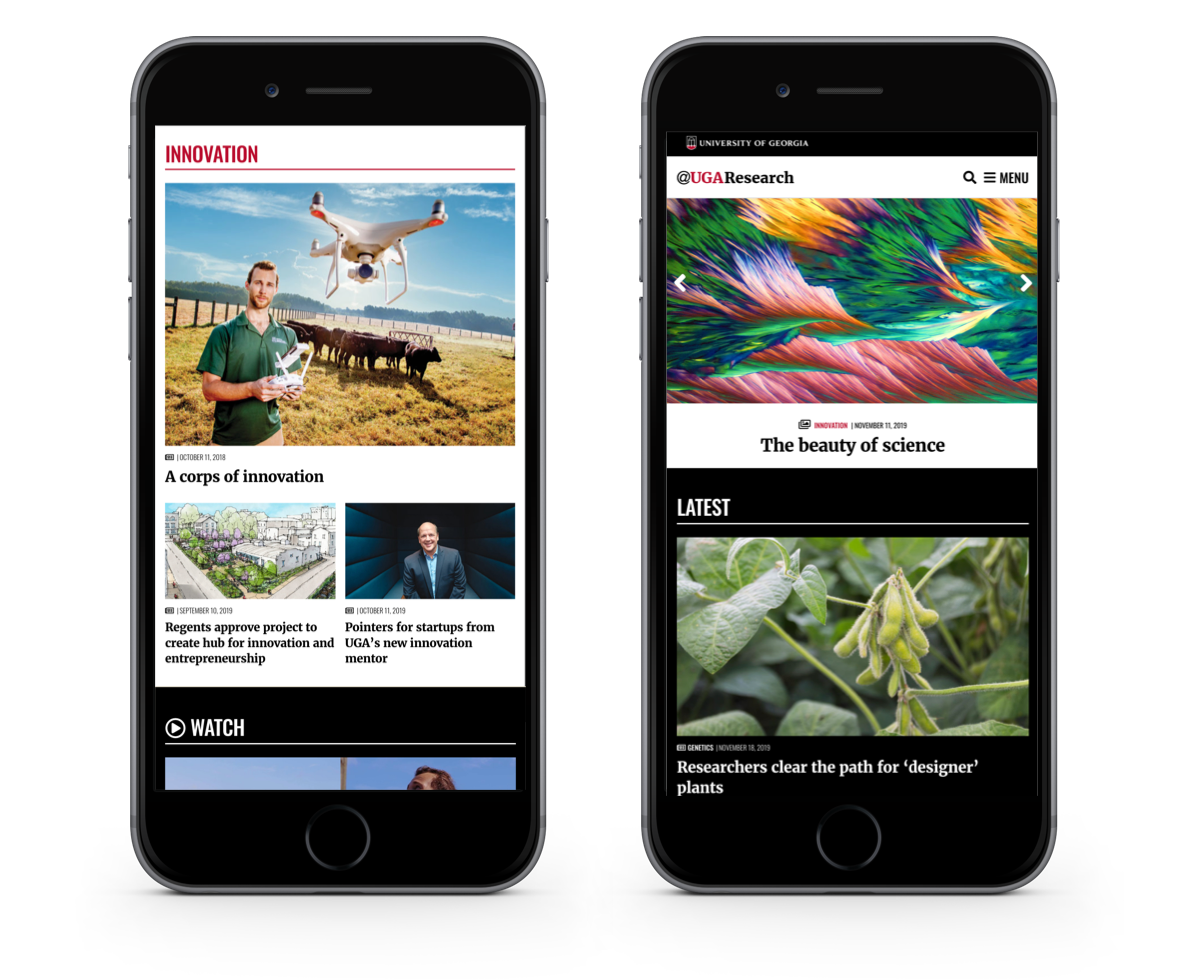 INNOVATION
| OCTOBER 11, 2018
A corps of innovation
| SEPTEMBER 10, 2019
Regents approve project to
create hub for innovation and
entrepreneurship
| OCTOBER 11, 2019
Pointers for startups from
UGA’s new innovation
mentor
WATCH
UNIVERSITY OF GEORGIA
@UGAResearch
MENU
INNOVATION | NOVEMBER 11, 2019
The beauty of science
LATEST
GENETICS | NOVEMBER 18, 2019
Researchers clear the path for ‘designer’
plants